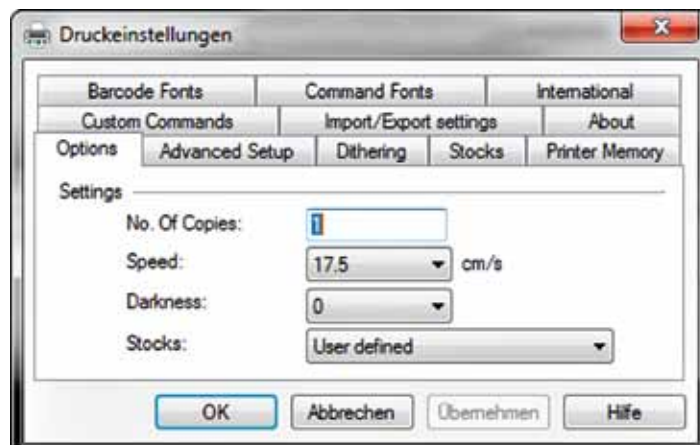 Druckeinstellungen
Barcode Fonts Command Fonts International
Custom Commands Import/Export settings About
Options Advanced Setup Dithering Stocks Printer Memory
Settings
No. Of Copies: 1
Speed: 17.5 cm/s
Darkness: 0
Stocks: User defined
OK Abbrechen Übernehmen Hilfe